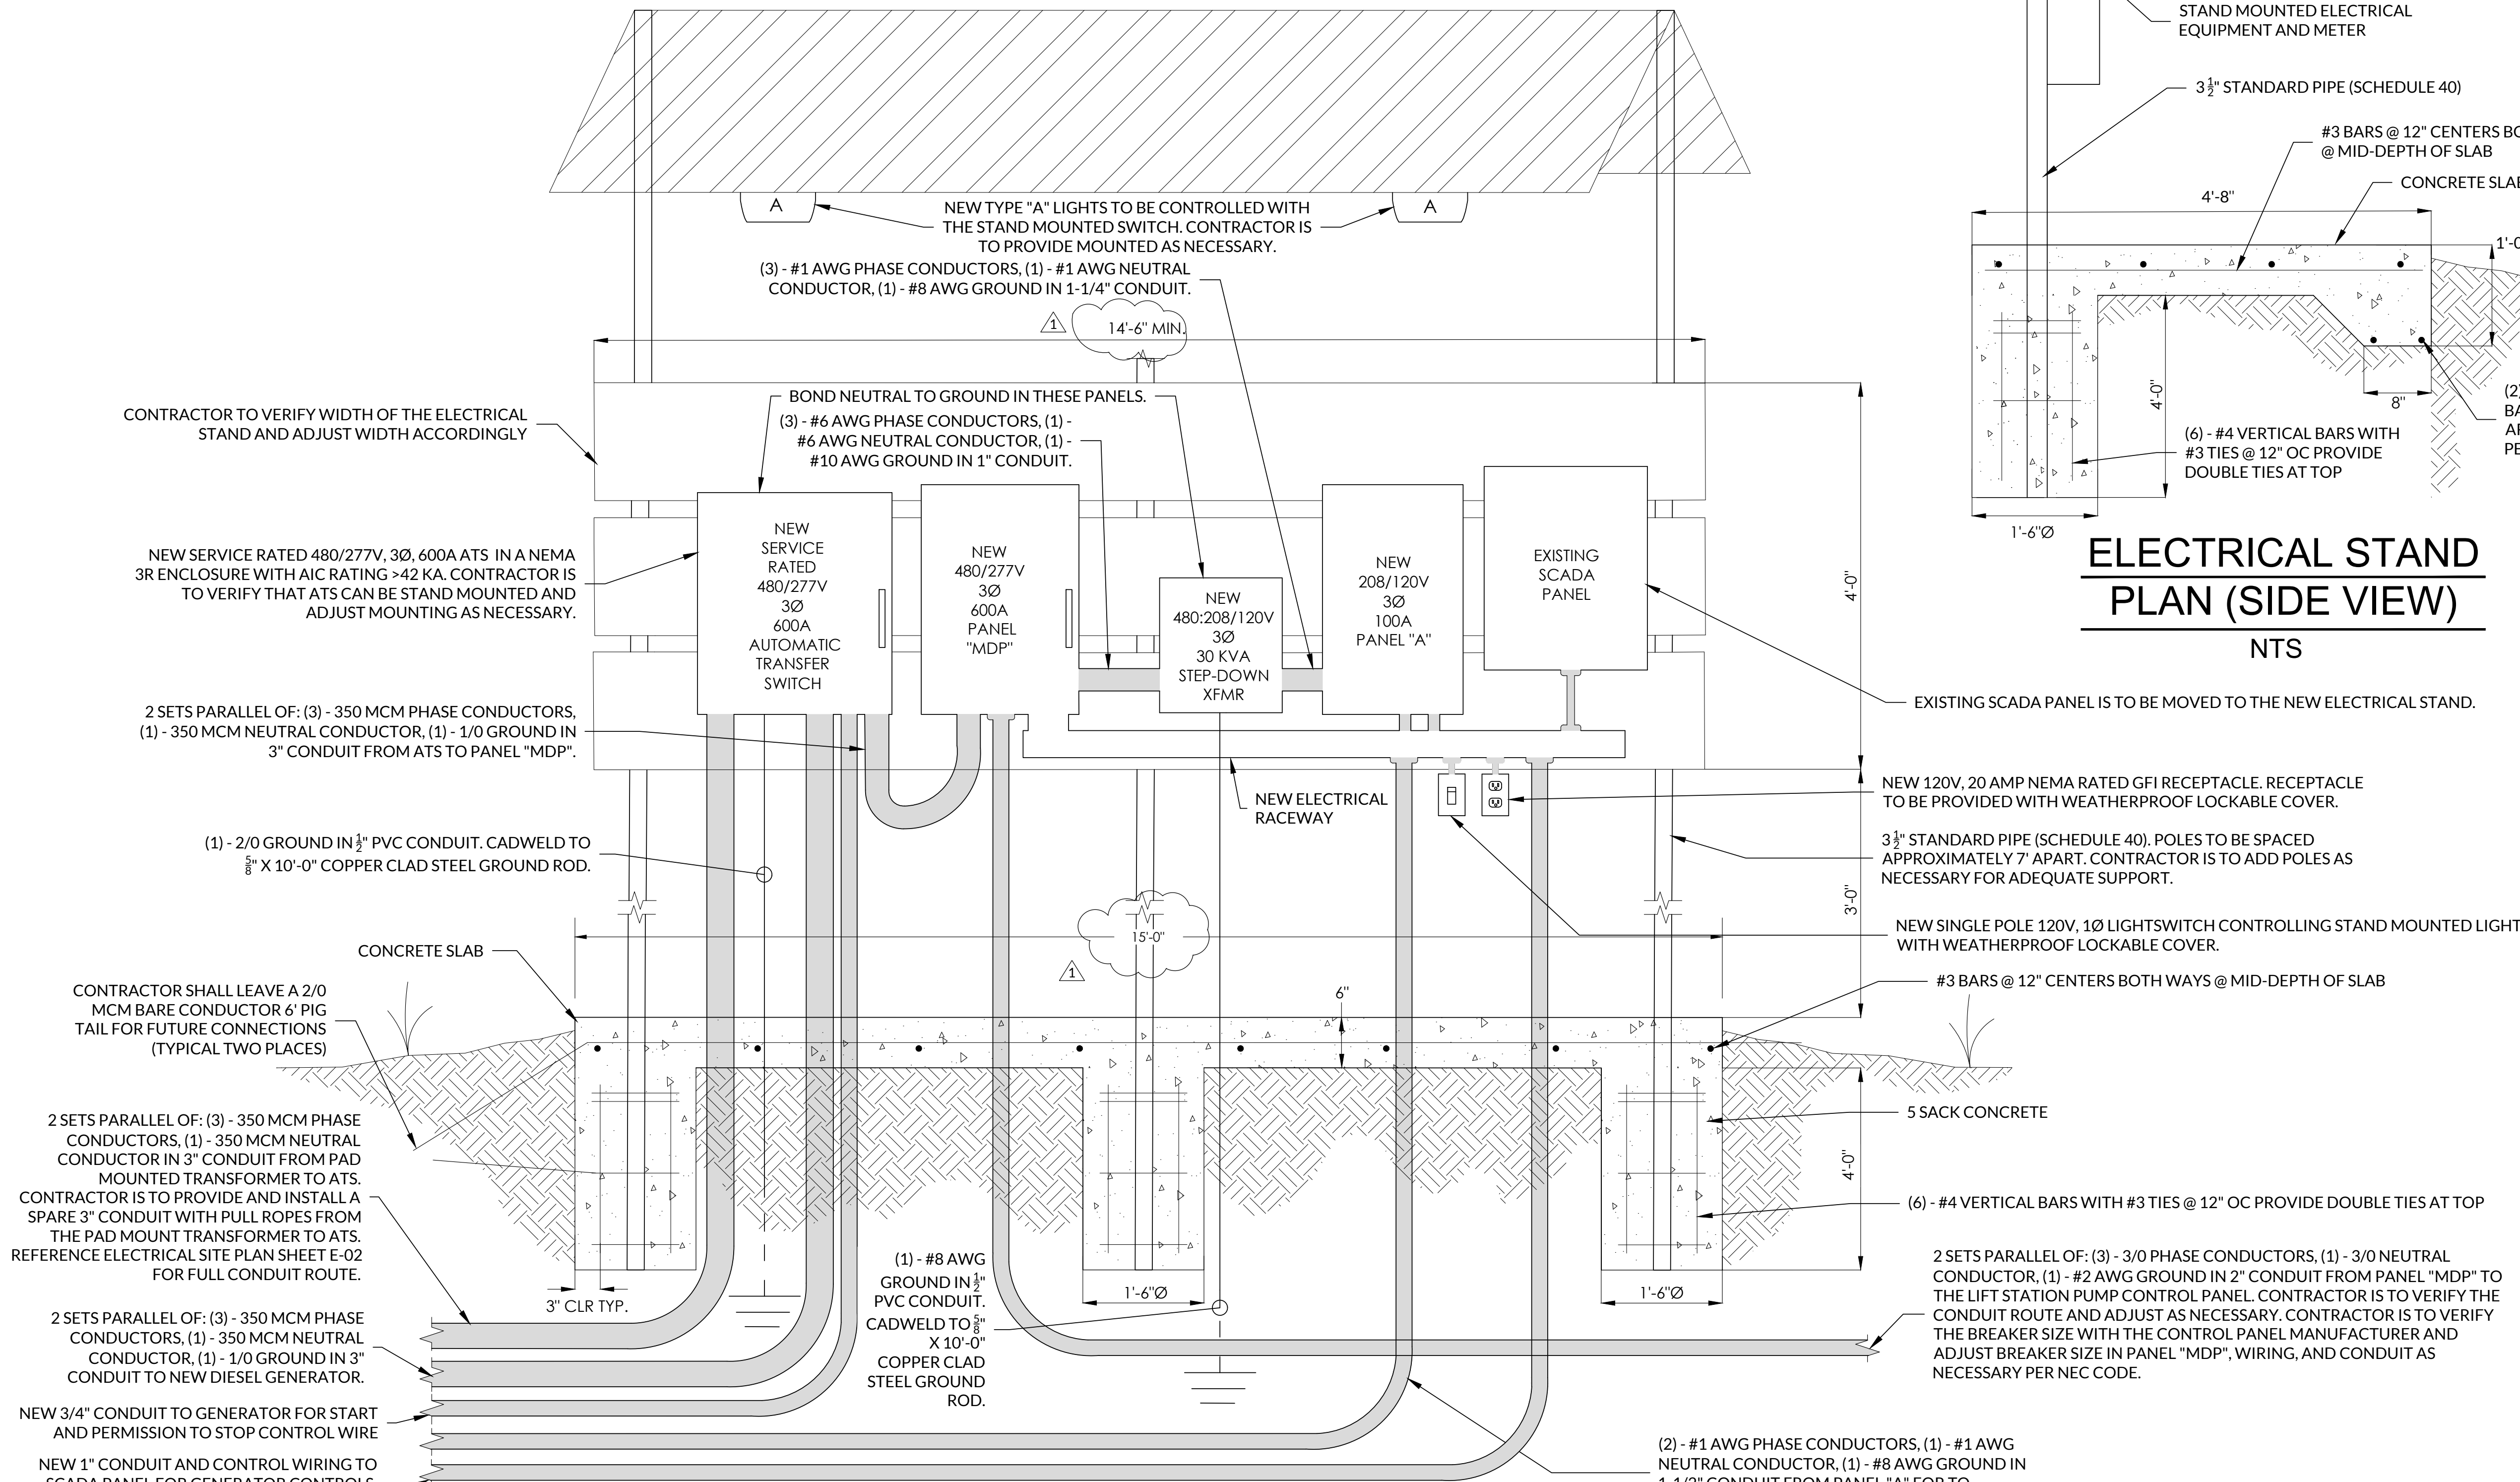 STAND MOUNTED ELECTRICAL
EQUIPMENT AND METER
3 1/2" STANDARD PIPE (SCHEDULE 40)
#3 BARS @ 12" CENTERS
@ MID-DEPTH OF SLAB
CONCRETE
4'-8"
4'-0"
8"
(6) - #4 VERTICAL BARS WITH
#3 TIES @ 12" OC PROVIDE
DOUBLE TIES AT TOP
1'-6"Ø
ELECTRICAL STAND
PLAN (SIDE VIEW)
NTS
A
A
NEW TYPE "A" LIGHTS TO BE CONTROLLED WITH
THE STAND MOUNTED SWITCH. CONTRACTOR IS
TO PROVIDE MOUNTED AS NECESSARY.
(3) - #1 AWG PHASE CONDUCTORS, (1) - #1 AWG NEUTRAL
CONDUCTOR, (1) - #8 AWG GROUND IN 1-1/4" CONDUIT.
1
14'-6" MIN.
BOND NEUTRAL TO GROUND IN THESE PANELS.
(3) - #6 AWG PHASE CONDUCTORS, (1) -
#6 AWG NEUTRAL CONDUCTOR, (1) -
#10 AWG GROUND IN 1" CONDUIT.
CONTRACTOR TO VERIFY WIDTH OF THE ELECTRICAL
STAND AND ADJUST WIDTH ACCORDINGLY
NEW SERVICE RATED 480/277V, 3Ø, 600A ATS IN A NEMA
3R ENCLOSURE WITH AIC RATING >42 KA. CONTRACTOR IS
TO VERIFY THAT ATS CAN BE STAND MOUNTED AND
ADJUST MOUNTING AS NECESSARY.
NEW
SERVICE
RATED
480/277V
3Ø
600A
AUTOMATIC
TRANSFER
SWITCH
NEW
480/277V
3Ø
600A
PANEL
"MDP"
NEW
480:208/120V
3Ø
30 KVA
STEP-DOWN
XFMR
NEW
208/120V
3Ø
100A
PANEL "A"
EXISTING
SCADA
PANEL
4'-0"
EXISTING SCADA PANEL IS TO BE MOVED TO THE NEW ELECTRICAL STAND.
2 SETS PARALLEL OF: (3) - 350 MCM PHASE CONDUCTORS,
(1) - 350 MCM NEUTRAL CONDUCTOR, (1) - 1/0 GROUND IN
3" CONDUIT FROM ATS TO PANEL "MDP".
NEW ELECTRICAL
RACEWAY
NEW 120V, 20 AMP NEMA RATED GFI RECEPTACLE. RECEPTACLE
TO BE PROVIDED WITH WEATHERPROOF LOCKABLE COVER.
(1) - 2/0 GROUND IN 1/2" PVC CONDUIT. CADWELD TO
5/8" X 10'-0" COPPER CLAD STEEL GROUND ROD.
3 1/2" STANDARD PIPE (SCHEDULE 40). POLES TO BE SPACED
APPROXIMATELY 7' APART. CONTRACTOR IS TO ADD POLES AS
NECESSARY FOR ADEQUATE SUPPORT.
3'-0"
NEW SINGLE POLE 120V, 1Ø LIGHTSWITCH CONTROLLING STAND MOUNTED LIGHT
WITH WEATHERPROOF LOCKABLE COVER.
15'-0"
1
CONCRETE SLAB
#3 BARS @ 12" CENTERS BOTH WAYS @ MID-DEPTH OF SLAB
6"
CONTRACTOR SHALL LEAVE A 2/0
MCM BARE CONDUCTOR 6' PIG
TAIL FOR FUTURE CONNECTIONS
(TYPICAL TWO PLACES)
5 SACK CONCRETE
4'-0"
(6) - #4 VERTICAL BARS WITH #3 TIES @ 12" OC PROVIDE DOUBLE TIES AT TOP
2 SETS PARALLEL OF: (3) - 350 MCM PHASE
CONDUCTORS, (1) - 350 MCM NEUTRAL
CONDUCTOR IN 3" CONDUIT FROM PAD
MOUNTED TRANSFORMER TO ATS.
CONTRACTOR IS TO PROVIDE AND INSTALL A
SPARE 3" CONDUIT WITH PULL ROPES FROM
THE PAD MOUNT TRANSFORMER TO ATS.
REFERENCE ELECTRICAL SITE PLAN SHEET E-02
FOR FULL CONDUIT ROUTE.
3" CLR TYP.
(1) - #8 AWG
GROUND IN 1/2"
PVC CONDUIT.
CADWELD TO 5/8"
X 10'-0"
COPPER CLAD
STEEL GROUND
ROD.
1'-6"Ø
1'-6"Ø
2 SETS PARALLEL OF: (3) - 3/0 PHASE CONDUCTORS, (1) - 3/0 NEUTRAL
CONDUCTOR, (1) - #2 AWG GROUND IN 2" CONDUIT FROM PANEL "MDP" TO
THE LIFT STATION PUMP CONTROL PANEL. CONTRACTOR IS TO VERIFY THE
CONDUIT ROUTE AND ADJUST AS NECESSARY. CONTRACTOR IS TO VERIFY
THE BREAKER SIZE WITH THE CONTROL PANEL MANUFACTURER AND
ADJUST BREAKER SIZE IN PANEL "MDP", WIRING, AND CONDUIT AS
NECESSARY PER NEC CODE.
2 SETS PARALLEL OF: (3) - 350 MCM PHASE
CONDUCTORS, (1) - 350 MCM NEUTRAL
CONDUCTOR, (1) - 1/0 GROUND IN 3"
CONDUIT TO NEW DIESEL GENERATOR.
NEW 3/4" CONDUIT TO GENERATOR FOR START
AND PERMISSION TO STOP CONTROL WIRE
NEW 1" CONDUIT AND CONTROL WIRING TO
SCADA PANEL FOR GENERATOR CONTROLS.
(2) - #1 AWG PHASE CONDUCTORS, (1) - #1 AWG
NEUTRAL CONDUCTOR, (1) - #8 AWG GROUND IN
1-1/2" CONDUIT FROM PANEL "A" FOR TO